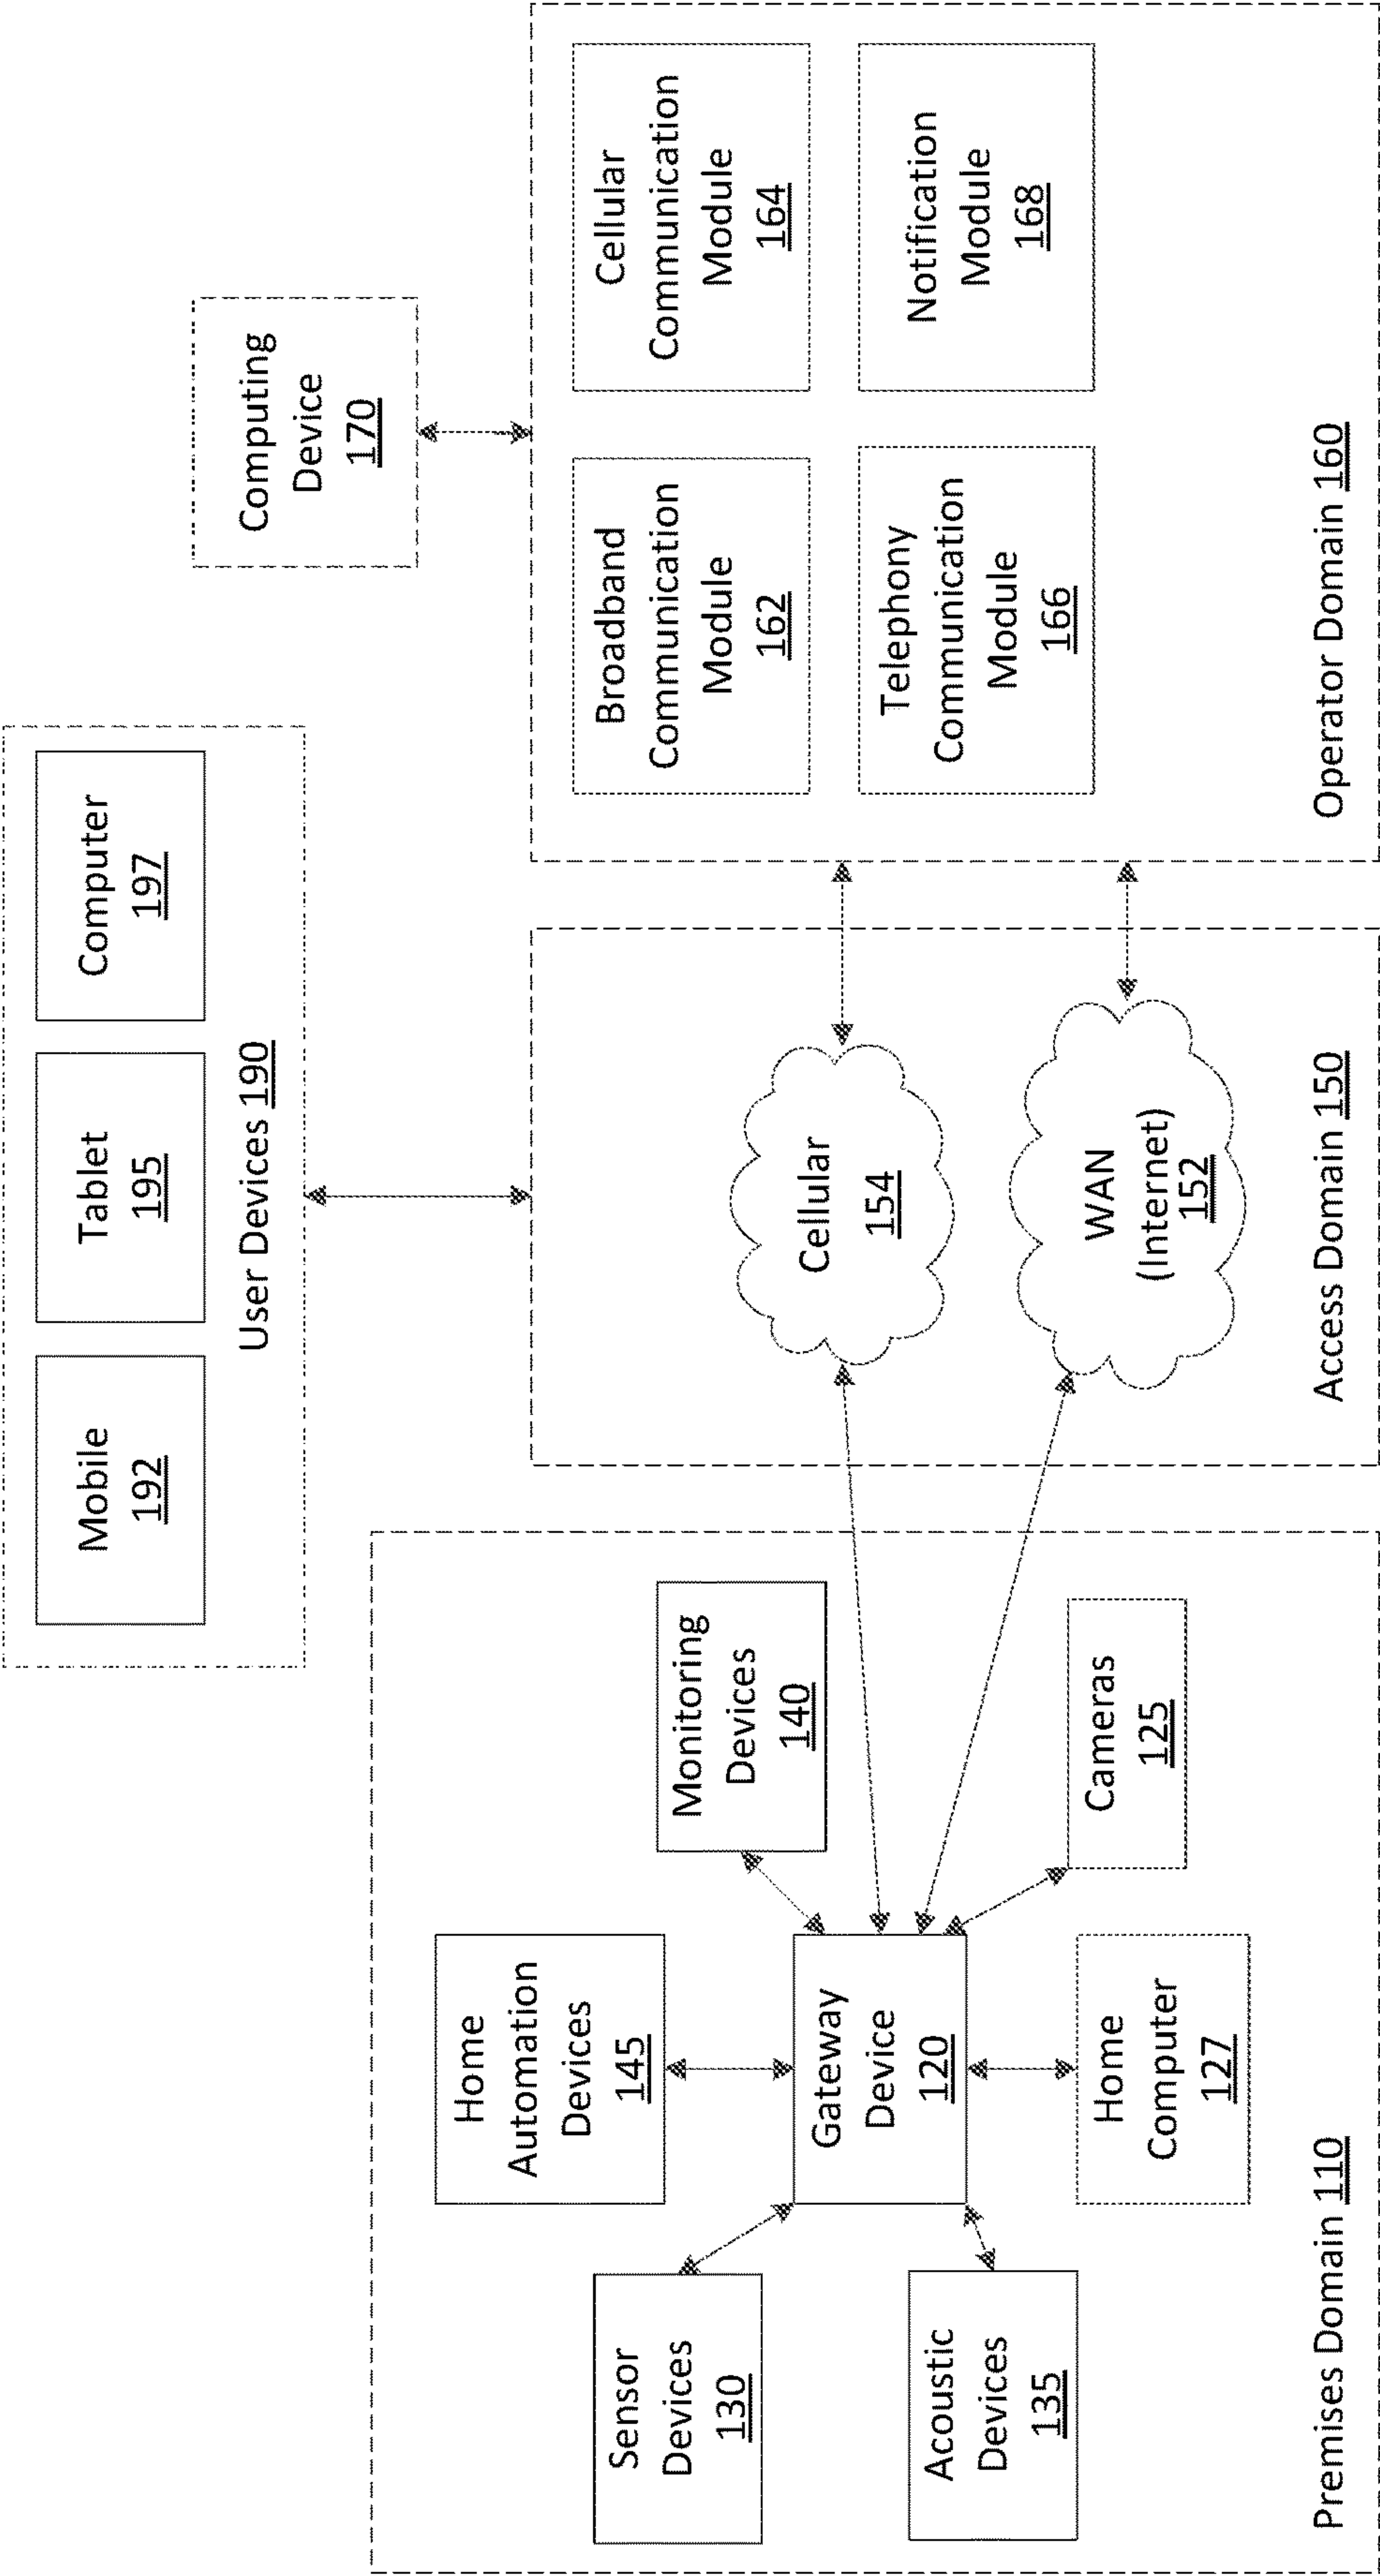 Mobile
192
Tablet
195
Computer
197
User Devices 190
Computing
Device
170
Home
Automation
Devices
145
Sensor
Devices
130
Monitoring
Devices
140
Gateway
Device
120
Acoustic
Devices
135
Home
Computer
127
Cameras
125
Premises Domain 110
Cellular
154
WAN
(Internet)
152
Access Domain 150
Broadband
Communication
Module
162
Cellular
Communication
Module
164
Telephony
Communication
Module
166
Notification
Module
168
Operator Domain 160